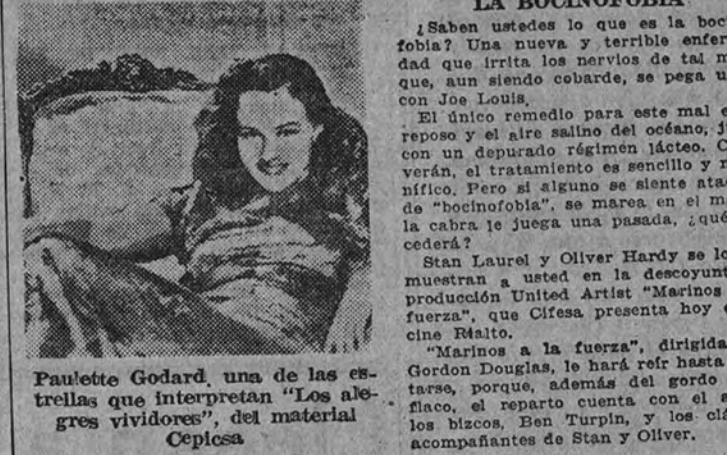 Paulette Godard, una de las es-
trellas que interpretan "Los ale-
gres vividores", del material
Cepicsa
LA BOCINOFOBIA
¿Saben ustedes lo que es la boci
fobia? Una nueva y terrible enfer
dad que irrita los nervios de tal m
que, aun siendo cobarde, se pega u
con Joe Louis.
El único remedio para este mal e
reposo y el aire salino del océano, j
con un depurado régimen lácteo. C
verán, el tratamiento es sencillo y m
nífico. Pero si alguno se siente ata
de "bocinofobia", se marea en el m
la cabra le juega una pasada, ¿qué
cederá?
Stan Laurel y Oliver Hardy se lo
muestran a usted en la descoyunt
producción United Artist "Marinos
fuerza", que Cifesa presenta hoy e
cine Rialto.
"Marinos a la fuerza", dirigida
Gordon Douglas, le hará reír hasta
tarse, porque, además del gordo
flaco, el reparto cuenta con el a
los bizcos, Ben Turpin, y los clá
acompañantes de Stan y Oliver.